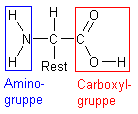 H H O
N C C
H Rest O H
Amino- Carboxyl-
gruppe gruppe